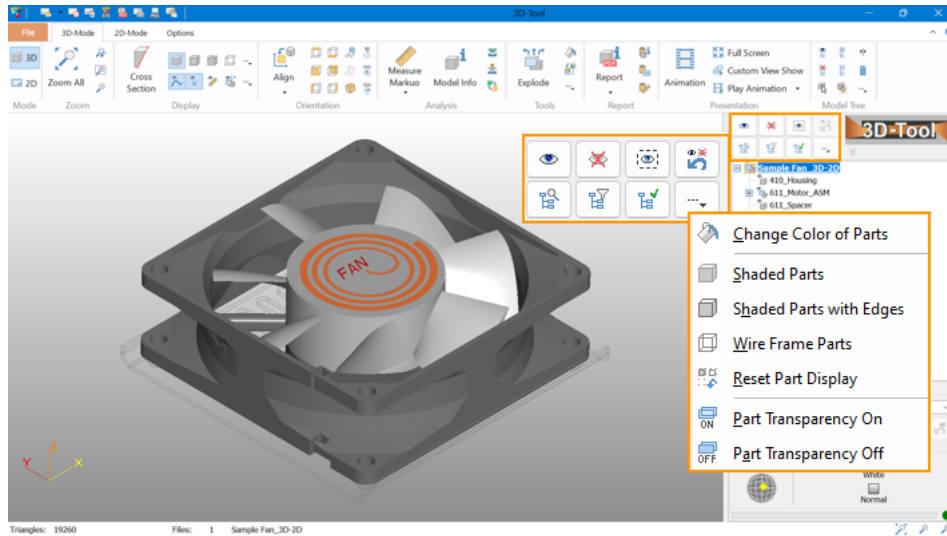 3D-Tool
File 3D-Mode 2D-Mode Options
3D
2D
Zoom All
Cross
Section
Align
Measure
Markup
Model Info
Explode
Report
Animation
Full Screen
Custom View Show
Play Animation
Mode Zoom Display Orientation Analysis Tools Report Presentation Model Tree
3D-Tool
Sample Fan_3D-2D
410_Housing
611_Motor_ASM
611_Spacer
Change Color of Parts
Shaded Parts
Shaded Parts with Edges
Wire Frame Parts
Reset Part Display
ON
Part Transparency On
OFF
Part Transparency Off
FAN
Z
Y
X
White
Normal
Triangles: 19260 Files: 1 Sample Fan_3D-2D